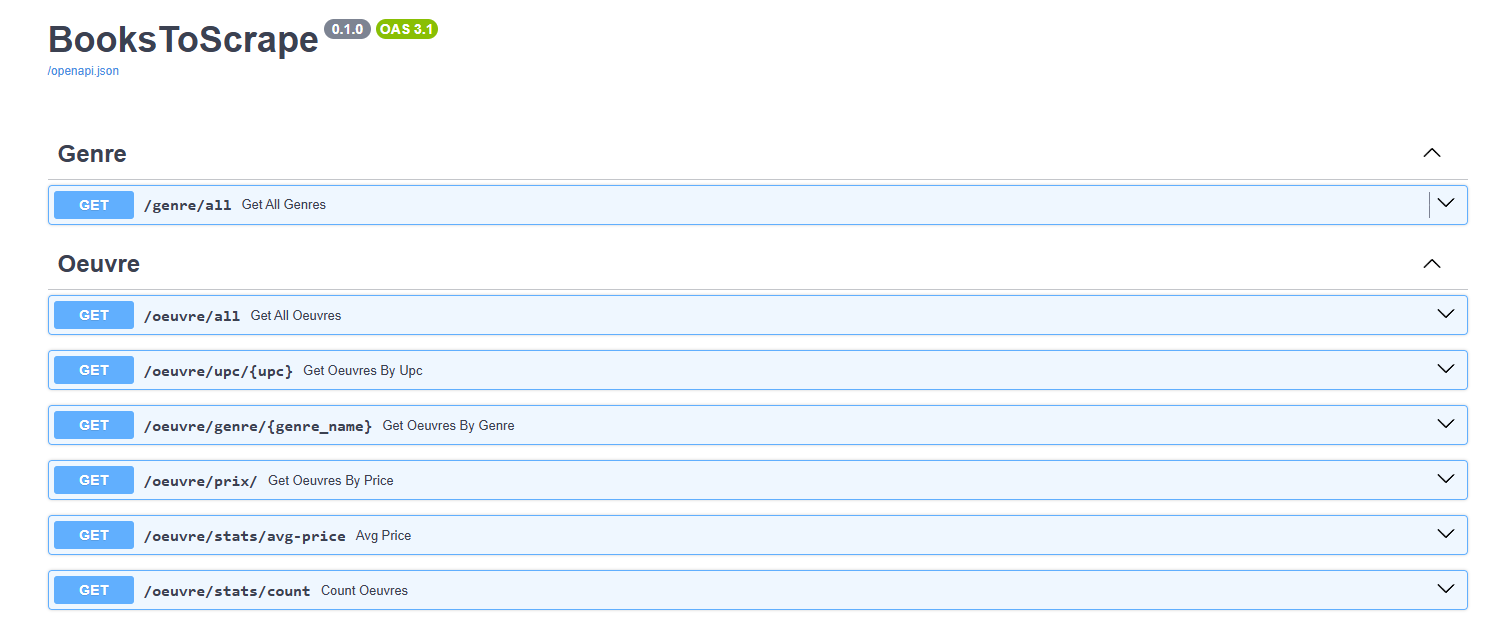 BooksToScrape 0.1.0 OAS 3.1
/openapi.json
Genre
GET /genre/all Get All Genres
Oeuvre
GET /oeuvre/all Get All Oeuvres
GET /oeuvre/upc/{upc} Get Oeuvres By Upc
GET /oeuvre/genre/{genre_name} Get Oeuvres By Genre
GET /oeuvre/prix/ Get Oeuvres By Price
GET /oeuvre/stats/avg-price Avg Price
GET /oeuvre/stats/count Count Oeuvres